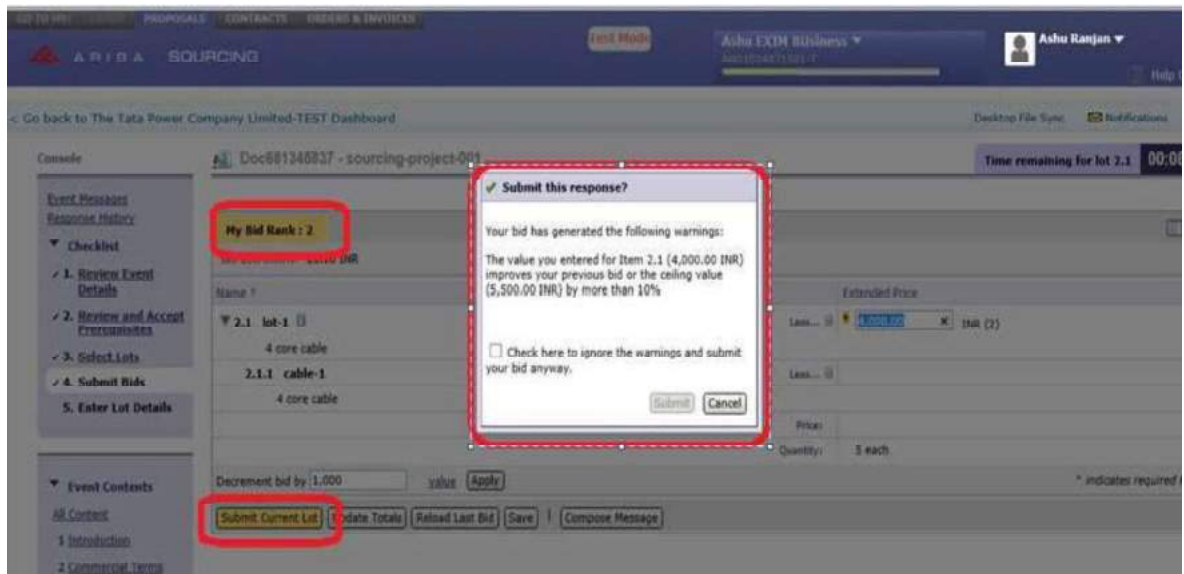 GO TO MY:
PROPOSALS
CONTRACTS
ORDERS & INVOICES
ARIBA SOURCING
Test Mode
Ashu EXIM BUsiness
Ashu Ranjan
Help
< Go back to The Tata Power Company Limited-TEST Dashboard
Desktop File Sync
Notifications
Console
Doc681346837 - sourcing-project-001
Time remaining for lot 2.1
Event Messages
Response History
Checklist
1. Review Event Details
2. Review and Accept Prerequisites
3. Select Lots
4. Submit Bids
5. Enter Lot Details
Event Contents
All Content
1 Introduction
2 Commercial Terms
My Bid Rank : 2
Name ↑
Extended Price
2.1 lot-1
Less...
4,000.00
INR (2)
4 core cable
2.1.1 cable-1
Less...
4 core cable
Price:
Quantity:
5 each
Decrement bid by 1.000 value Apply
* indicates required
Submit Current Lot
Update Totals
Reload Last Bid
Save
Compose Message
Submit this response?
Your bid has generated the following warnings:
The value you entered for Item 2.1 (4,000.00 INR)
improves your previous bid or the ceiling value
(5,500.00 INR) by more than 10%
Check here to ignore the warnings and submit
your bid anyway.
Submit
Cancel